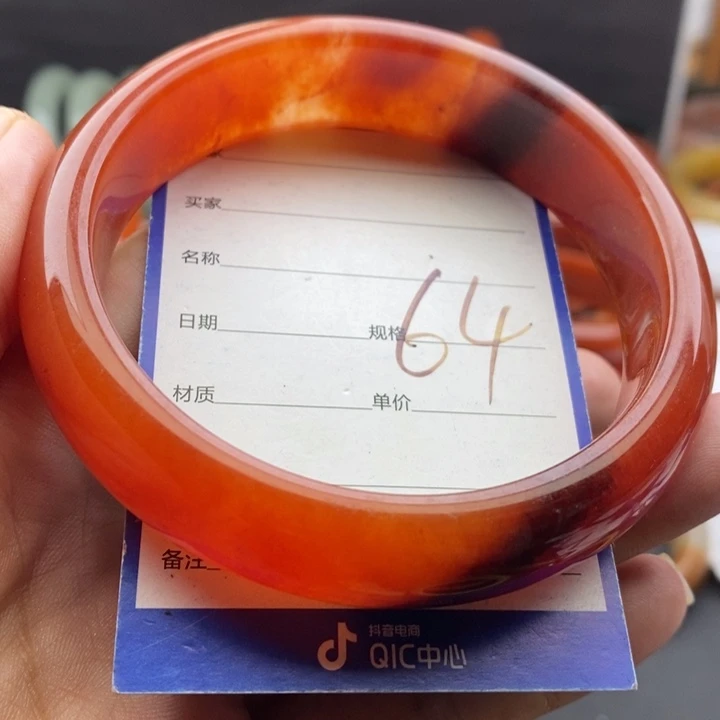 买家
名称
日期 规格 64
材质 单价
备注
抖音电商
QIC中心